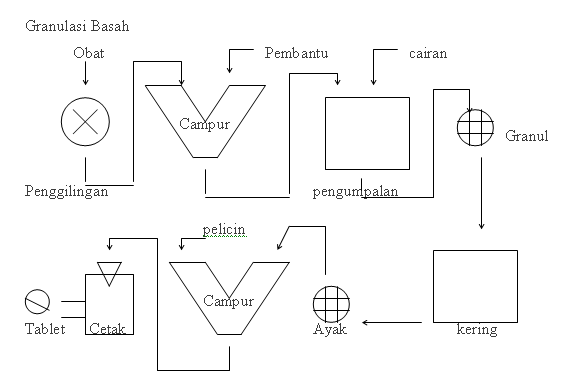 Granulasi Basah
Obat
Pembantu
cairan
Campur
Granul
Penggilingan
pengumpalan
pelicin
Campur
Tablet
Cetak
Ayak
kering